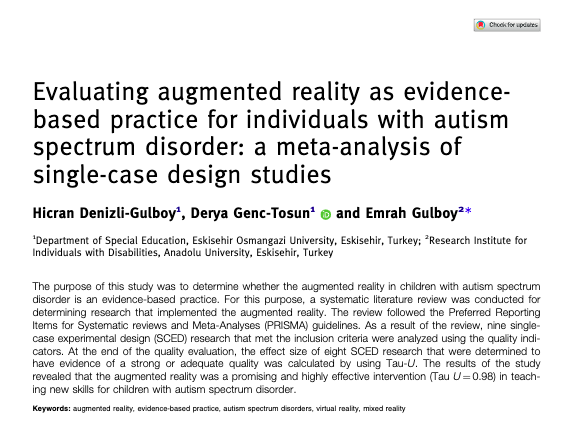 Check for updates
Evaluating augmented reality as evidence-
based practice for individuals with autism
spectrum disorder: a meta-analysis of
single-case design studies
Hicran Denizli-Gulboy¹, Derya Genc-Tosun¹ iD and Emrah Gulboy²*
¹Department of Special Education, Eskisehir Osmangazi University, Eskisehir, Turkey; ²Research Institute for
Individuals with Disabilities, Anadolu University, Eskisehir, Turkey
The purpose of this study was to determine whether the augmented reality in children with autism spectrum
disorder is an evidence-based practice. For this purpose, a systematic literature review was conducted for
determining research that implemented the augmented reality. The review followed the Preferred Reporting
Items for Systematic reviews and Meta-Analyses (PRISMA) guidelines. As a result of the review, nine single-
case experimental design (SCED) research that met the inclusion criteria were analyzed using the quality indi-
cators. At the end of the quality evaluation, the effect size of eight SCED research that were determined to
have evidence of a strong or adequate quality was calculated by using Tau-U. The results of the study
revealed that the augmented reality was a promising and highly effective intervention (Tau U = 0.98) in teach-
ing new skills for children with autism spectrum disorder.
Keywords: augmented reality, evidence-based practice, autism spectrum disorders, virtual reality, mixed reality